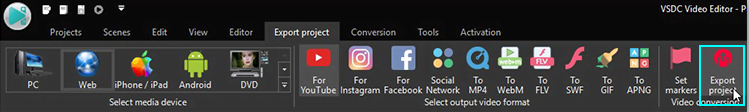 VSDC Video Editor - P
Projects Scenes Edit View Editor Export project Conversion Tools Activation
PC Web iPhone / iPad Android DVD
Select media device
For YouTube
For Instagram
For Facebook
Social Network
To MP4
To WebM
To FLV
To SWF
To GIF
To APNG
Select output video format
Set markers
Export project
Video conversion